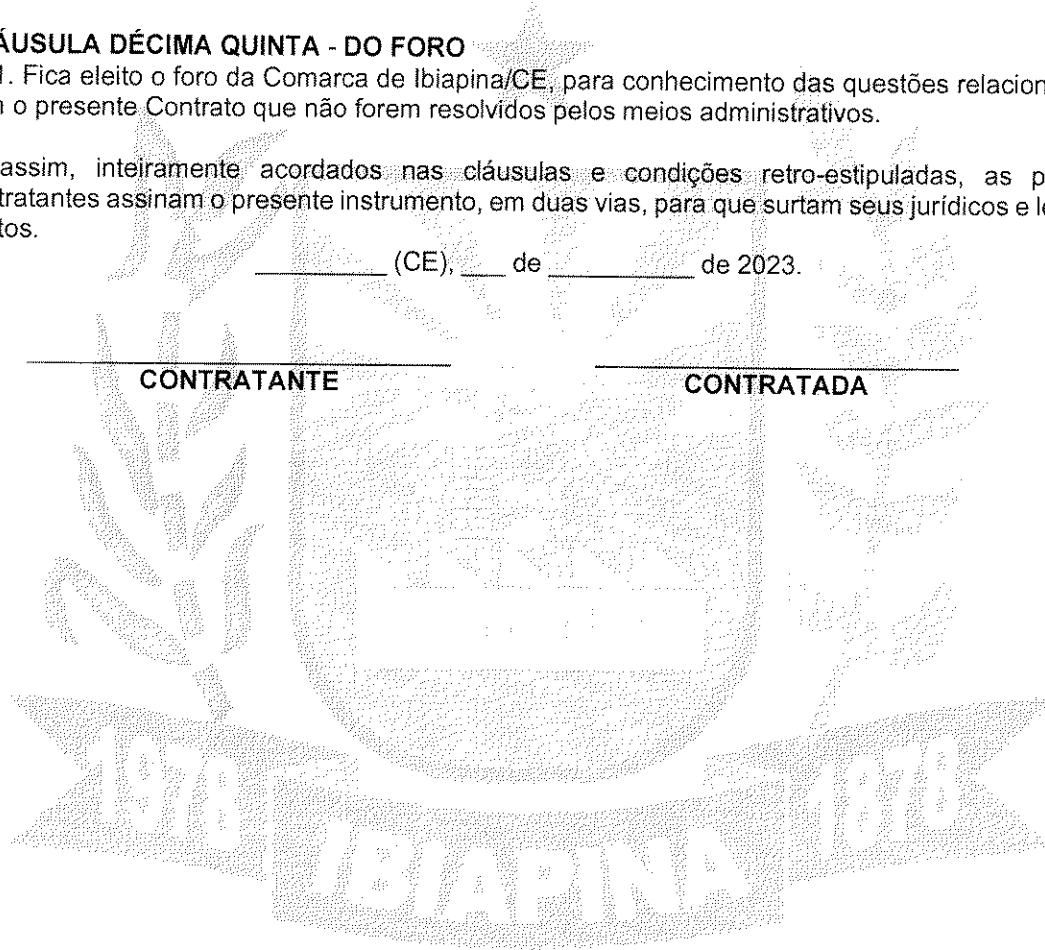 ÁUSULA DÉCIMA QUINTA - DO FORO
1. Fica eleito o foro da Comarca de Ibiapina/CE, para conhecimento das questões relacion
n o presente Contrato que não forem resolvidos pelos meios administrativos.
assim, inteiramente acordados nas cláusulas e condições retro-estipuladas, as p
tratantes assinam o presente instrumento, em duas vias, para que surtam seus jurídicos e le
tos.
________ (CE), ___ de _________ de 2023.
CONTRATANTE
CONTRATADA
1978
1878
IBIAPINA